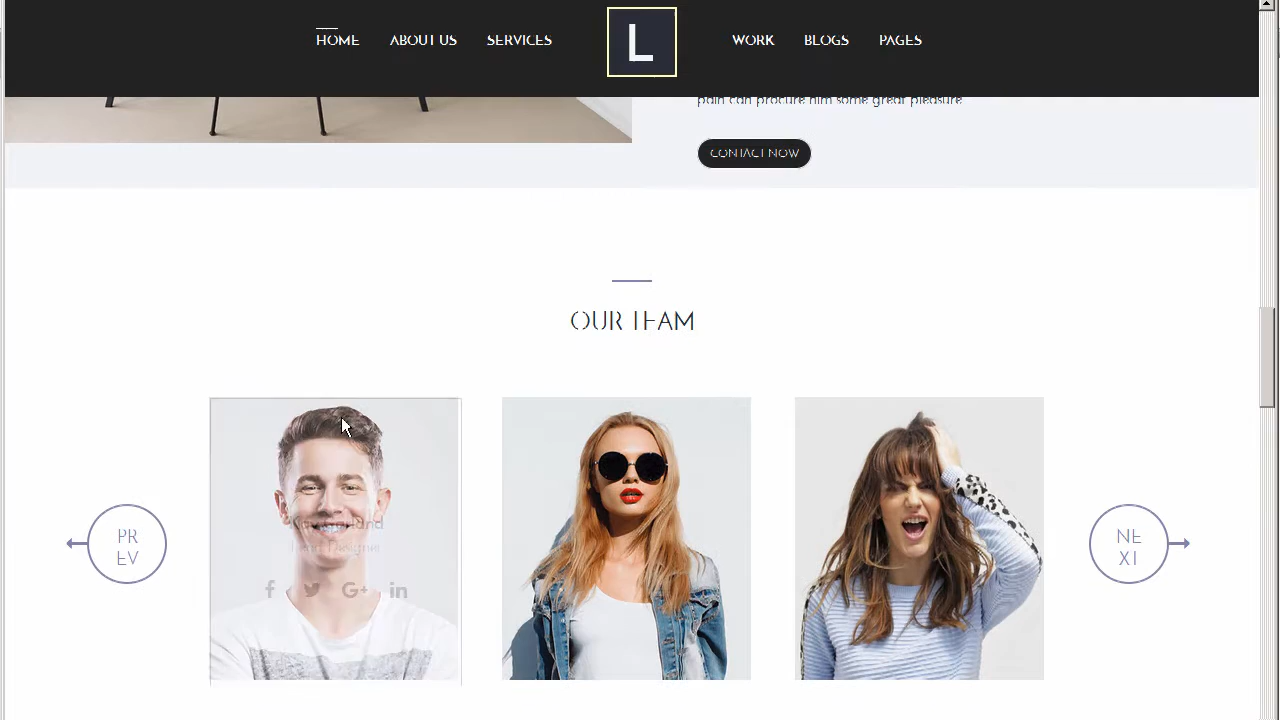 HOME ABOUT US SERVICES L WORK BLOGS PAGES
pain can procure him some great pleasure
CONTACT NOW
OUR TEAM
PR
EV
NE
XT
Designer